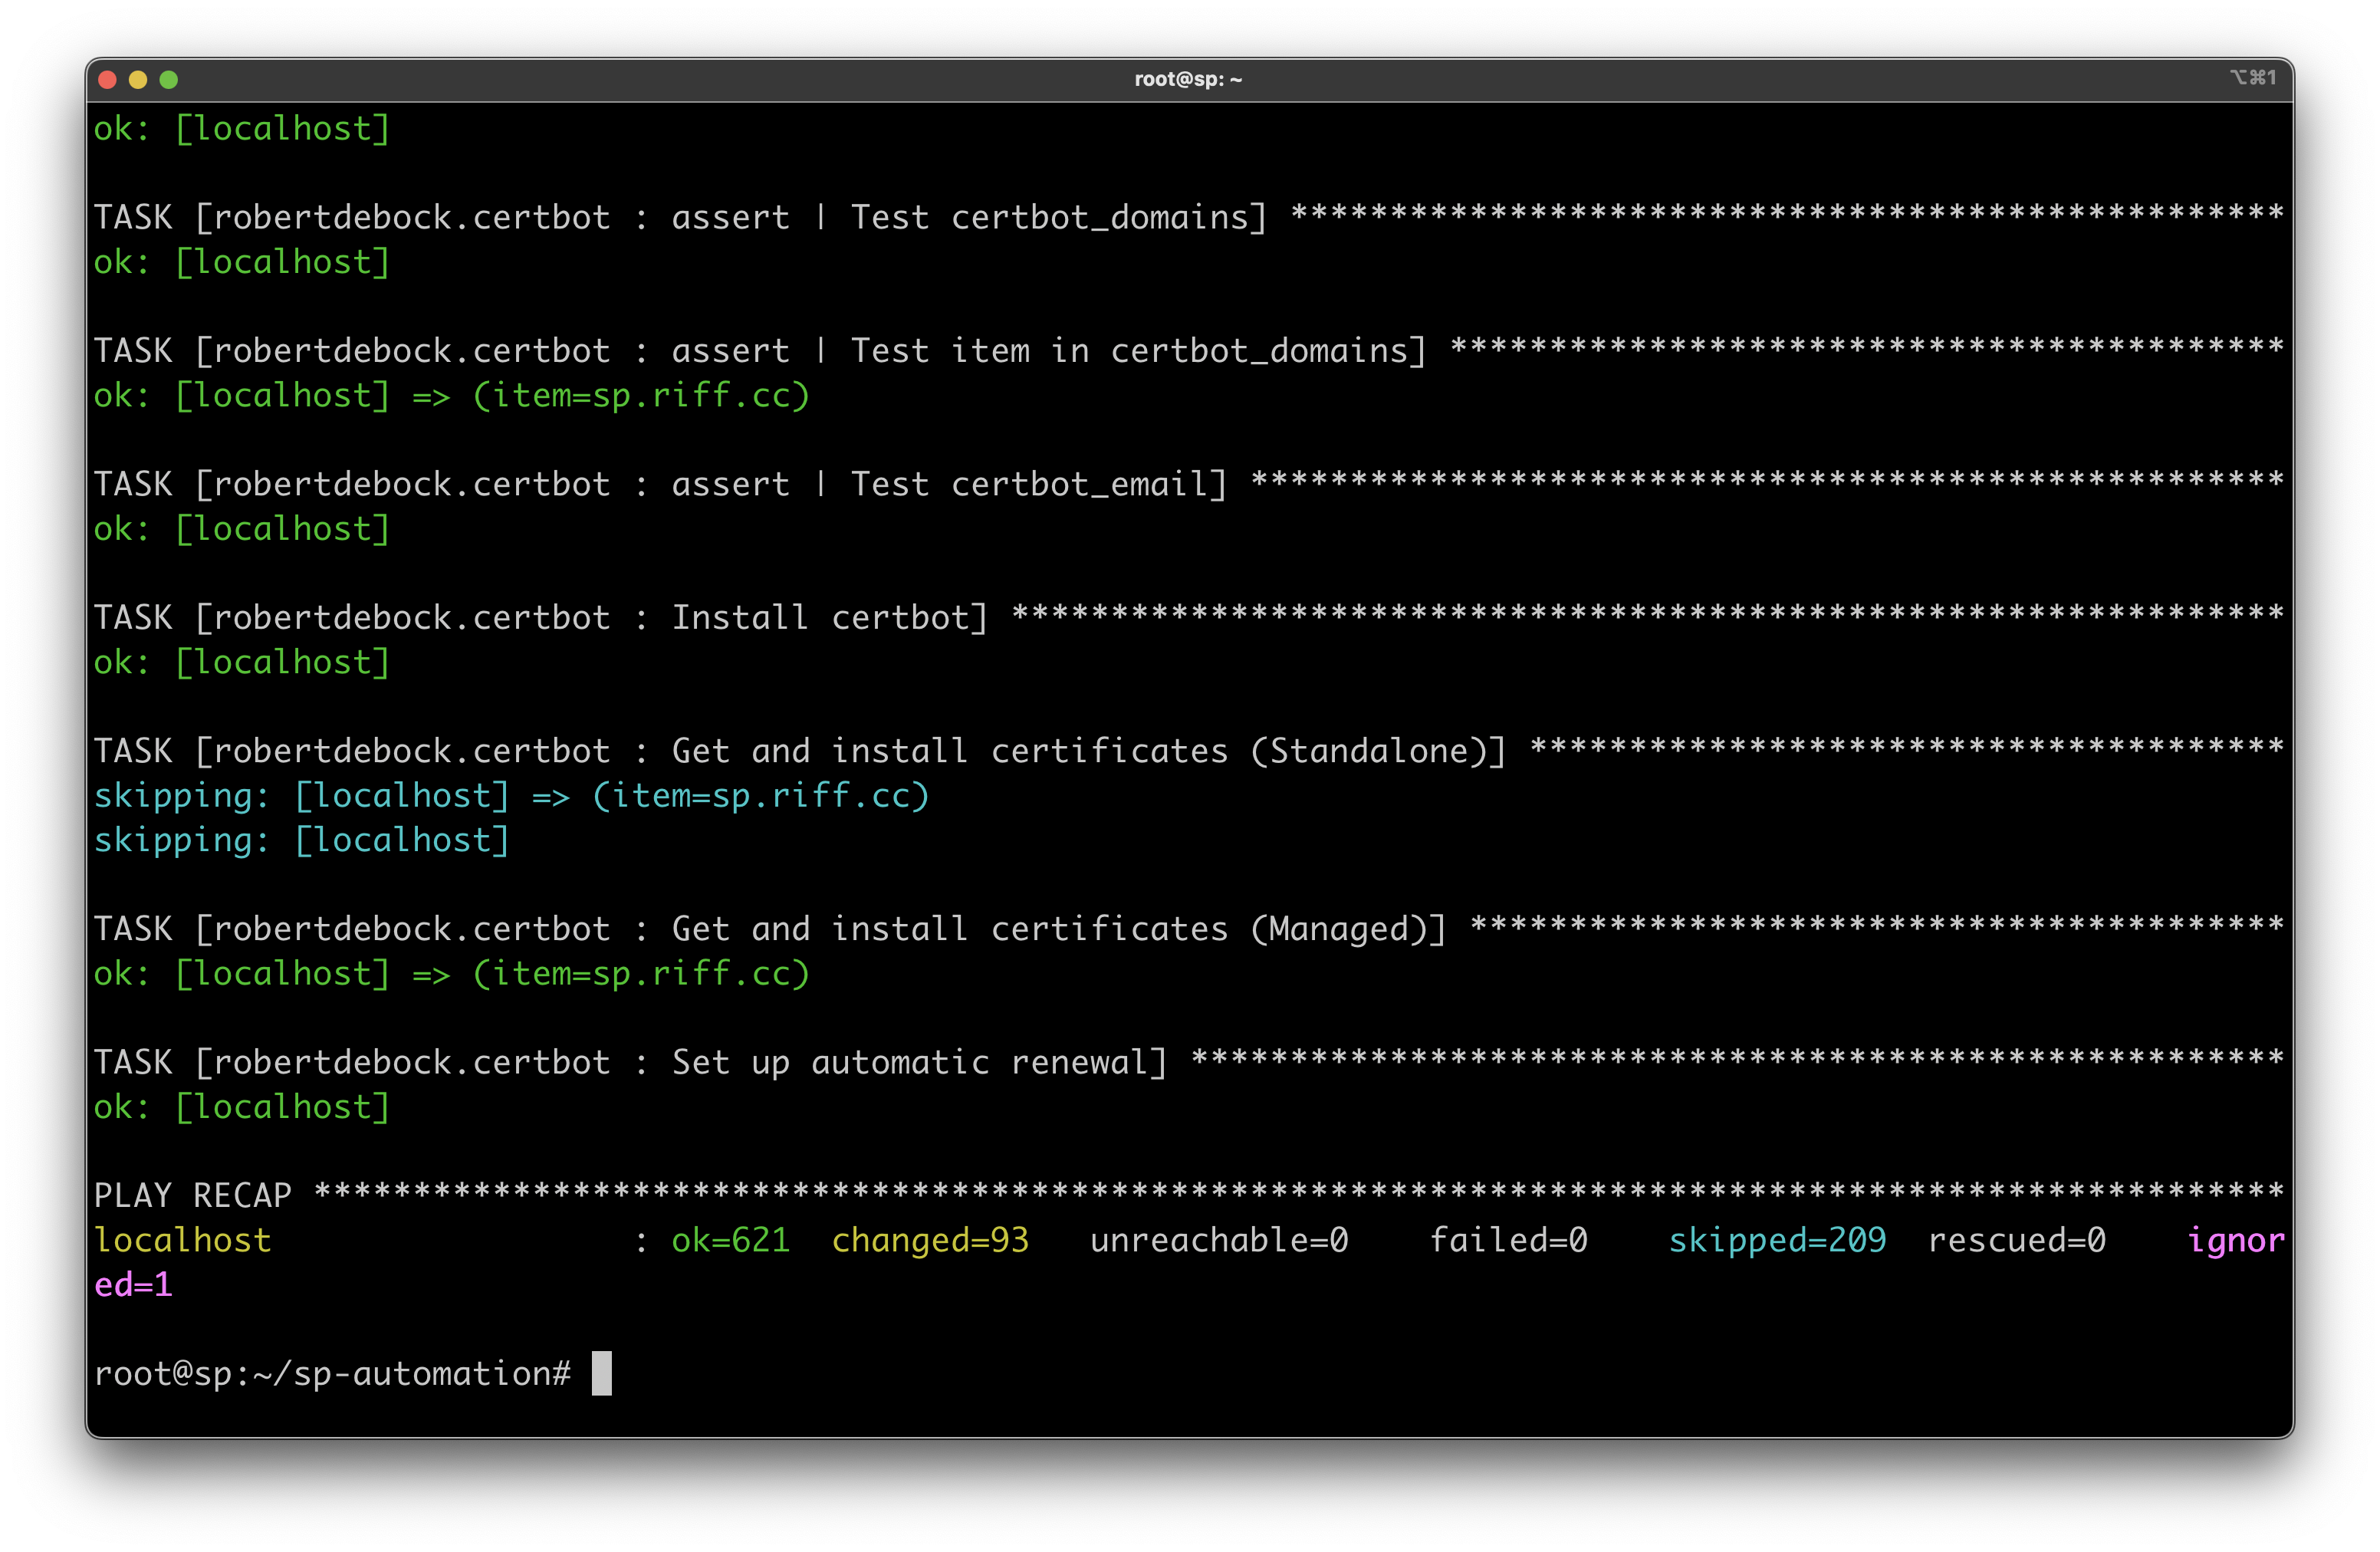 root@sp: ~
⌥⌘1
ok: [localhost]
TASK [robertdebock.certbot : assert | Test certbot_domains] **************************************************
ok: [localhost]
TASK [robertdebock.certbot : assert | Test item in certbot_domains] ******************************************
ok: [localhost] => (item=sp.riff.cc)
TASK [robertdebock.certbot : assert | Test certbot_email] ****************************************************
ok: [localhost]
TASK [robertdebock.certbot : Install certbot] ****************************************************************
ok: [localhost]
TASK [robertdebock.certbot : Get and install certificates (Standalone)] **************************************
skipping: [localhost] => (item=sp.riff.cc)
skipping: [localhost]
TASK [robertdebock.certbot : Get and install certificates (Managed)] *****************************************
ok: [localhost] => (item=sp.riff.cc)
TASK [robertdebock.certbot : Set up automatic renewal] *******************************************************
ok: [localhost]
PLAY RECAP ***************************************************************************************************
localhost                  : ok=621  changed=93   unreachable=0    failed=0    skipped=209  rescued=0    ignor
ed=1
root@sp:~/sp-automation#